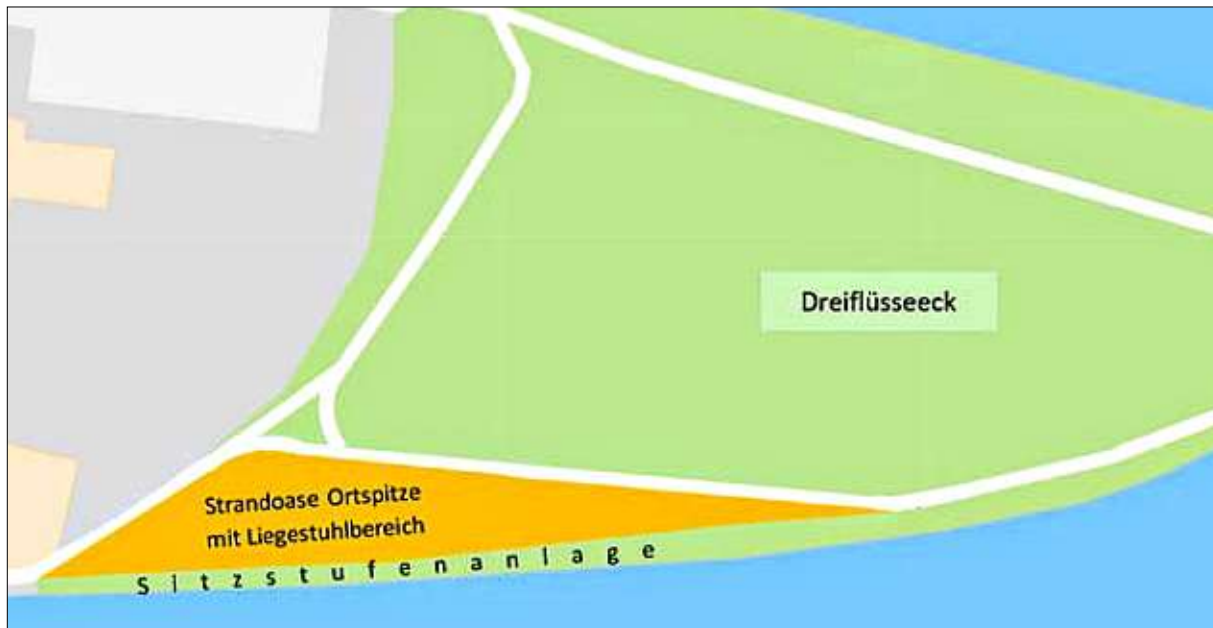 Dreiflüsseeck
Strandoase Ortspitze
mit Liegestuhlbereich
Sitzstufenanlage